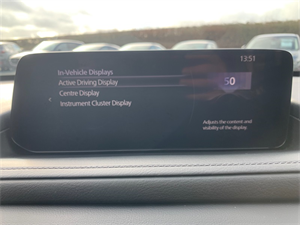 13:51
In-Vehicle Displays
Active Driving Display
50
Centre Display
Instrument Cluster Display
Adjusts the content and
visibility of the display.